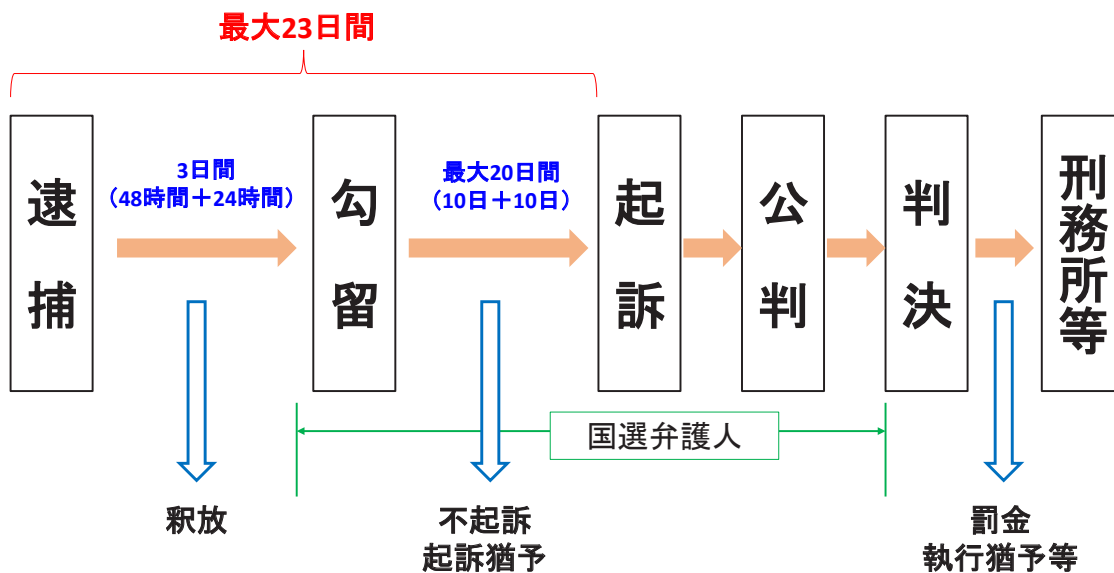 最大23日間
逮捕
3日間
（48時間＋24時間）
勾留
最大20日間
（10日＋10日）
起訴
公判
判決
刑務所等
国選弁護人
釈放
不起訴
起訴猶予
罰金
執行猶予等